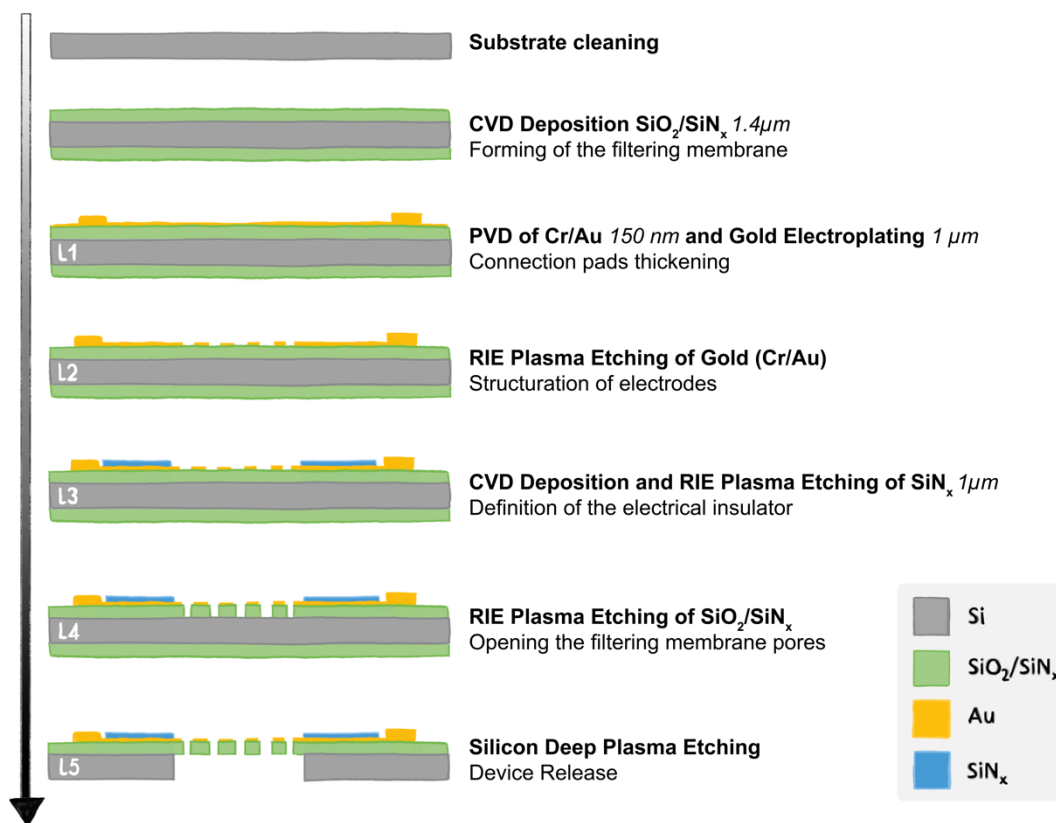 Substrate cleaning
CVD Deposition SiO₂/SiNₓ 1.4µm
Forming of the filtering membrane
L1
PVD of Cr/Au 150 nm and Gold Electroplating 1 µm
Connection pads thickening
L2
RIE Plasma Etching of Gold (Cr/Au)
Structuration of electrodes
L3
CVD Deposition and RIE Plasma Etching of SiNₓ 1µm
Definition of the electrical insulator
L4
RIE Plasma Etching of SiO₂/SiNₓ
Opening the filtering membrane pores
L5
Silicon Deep Plasma Etching
Device Release
Si
SiO₂/SiNₓ
Au
SiNₓ